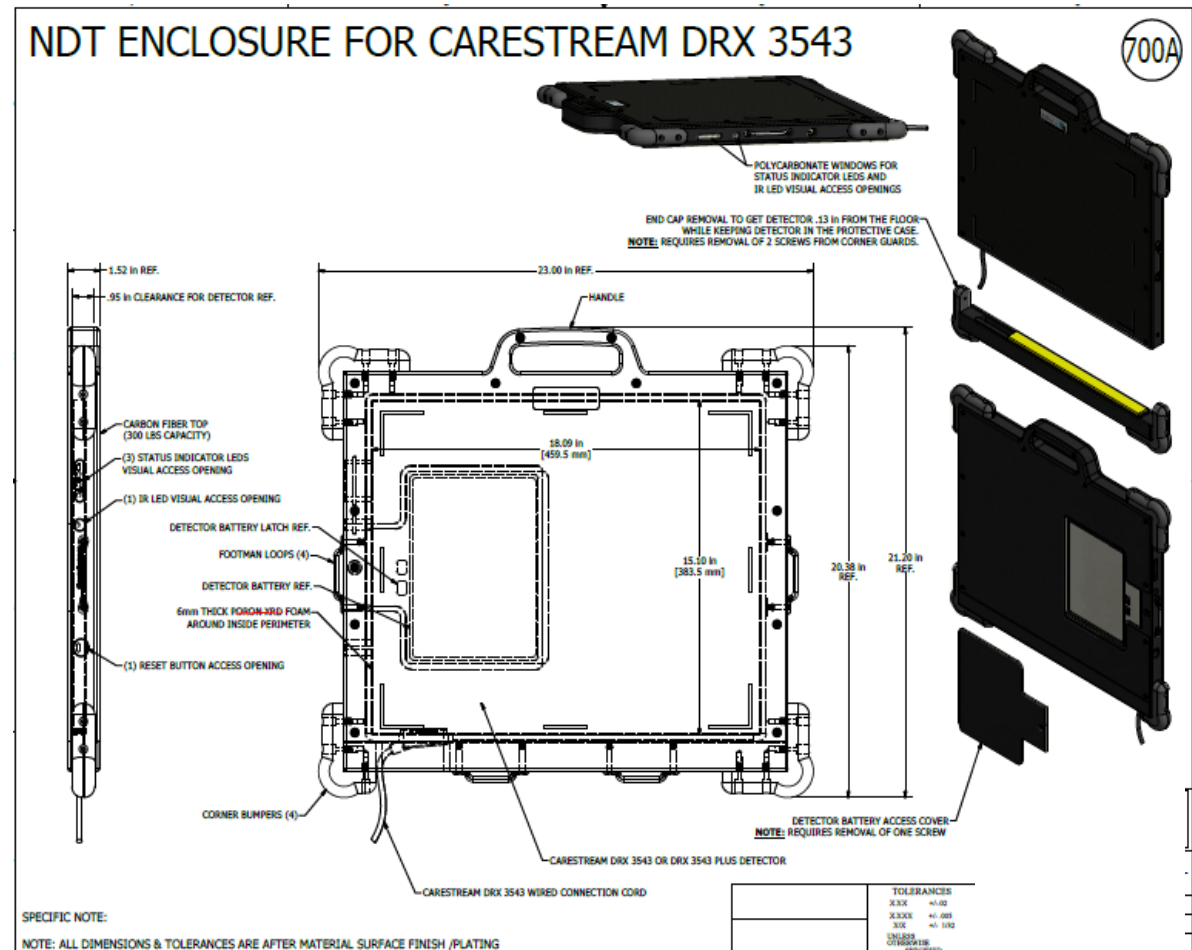 NDT ENCLOSURE FOR CARESTREAM DRX 3543
700A
POLYCARBONATE WINDOWS FOR
STATUS INDICATOR LEDS AND
IR LED VISUAL ACCESS OPENINGS
END CAP REMOVAL TO GET DETECTOR .13 in FROM THE FLOOR
WHILE KEEPING DETECTOR IN THE PROTECTIVE CASE.
NOTE: REQUIRES REMOVAL OF 2 SCREWS FROM CORNER GUARDS.
1.52 in REF.
23.00 in REF.
.95 in CLEARANCE FOR DETECTOR REF.
HANDLE
CARBON FIBER TOP
(300 LBS CAPACITY)
(3) STATUS INDICATOR LEDS
VISUAL ACCESS OPENING
18.09 in
[459.5 mm]
(1) IR LED VISUAL ACCESS OPENING
DETECTOR BATTERY LATCH REF.
FOOTMAN LOOPS (4)
15.10 in
[383.5 mm]
20.38 in
REF.
21.20 in
REF.
DETECTOR BATTERY REF.
6mm THICK PORON XRD FOAM
AROUND INSIDE PERIMETER
(1) RESET BUTTON ACCESS OPENING
CORNER BUMPERS (4)
DETECTOR BATTERY ACCESS COVER
NOTE: REQUIRES REMOVAL OF ONE SCREW
CARESTREAM DRX 3543 OR DRX 3543 PLUS DETECTOR
CARESTREAM DRX 3543 WIRED CONNECTION CORD
TOLERANCES
X.XX +/-.02
X.XXX +/-.005
X/X +/- 1/32
UNLESS
OTHERWISE
SPECIFIC NOTE:
NOTE: ALL DIMENSIONS & TOLERANCES ARE AFTER MATERIAL SURFACE FINISH /PLATING